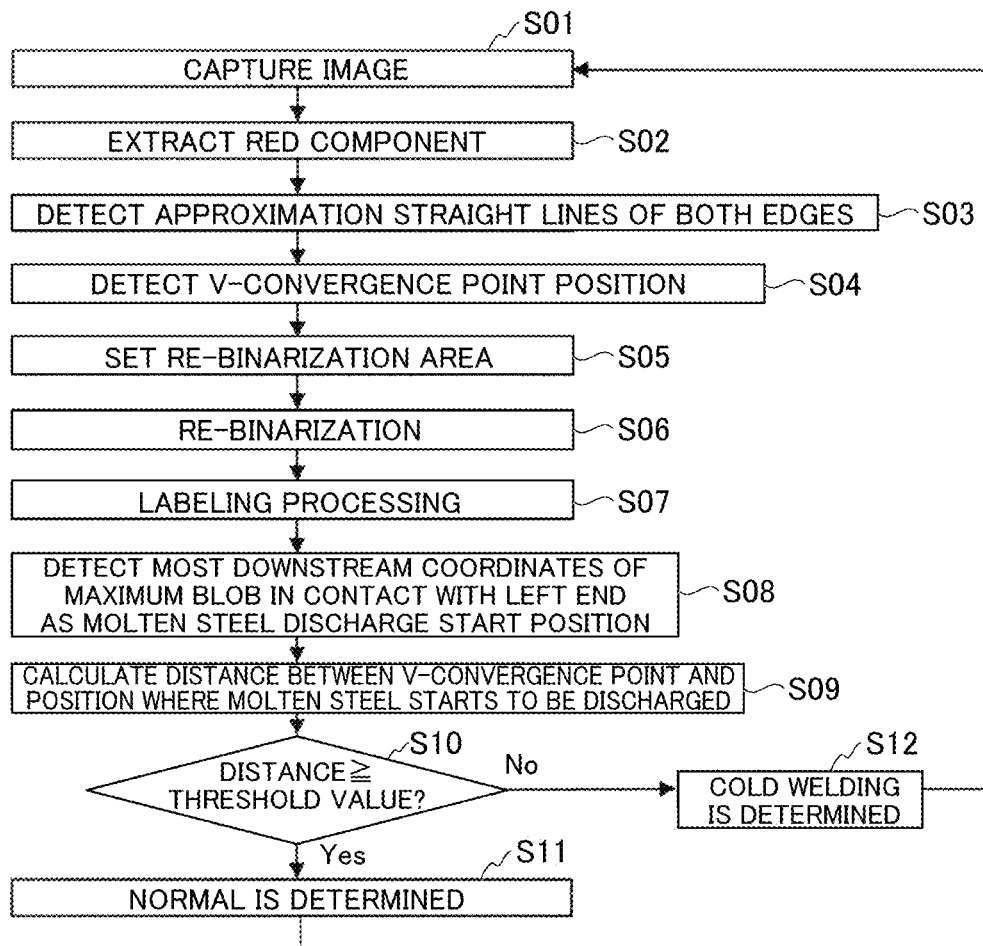 S01
CAPTURE IMAGE
EXTRACT RED COMPONENT
S02
DETECT APPROXIMATION STRAIGHT LINES OF BOTH EDGES
S03
DETECT V-CONVERGENCE POINT POSITION
S04
SET RE-BINARIZATION AREA
S05
RE-BINARIZATION
S06
LABELING PROCESSING
S07
DETECT MOST DOWNSTREAM COORDINATES OF
MAXIMUM BLOB IN CONTACT WITH LEFT END
AS MOLTEN STEEL DISCHARGE START POSITION
S08
CALCULATE DISTANCE BETWEEN V-CONVERGENCE POINT AND
POSITION WHERE MOLTEN STEEL STARTS TO BE DISCHARGED
S09
S10
DISTANCE≧
THRESHOLD VALUE?
No
S12
COLD WELDING
IS DETERMINED
Yes
S11
NORMAL IS DETERMINED